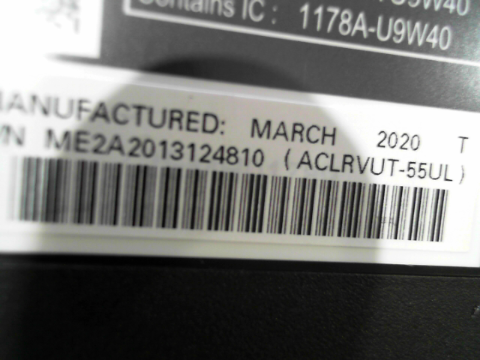 Contains IC : 1178A-U9W40
MANUFACTURED: MARCH 2020 T
ME2A2013124810 ( ACLRVUT-55UL )